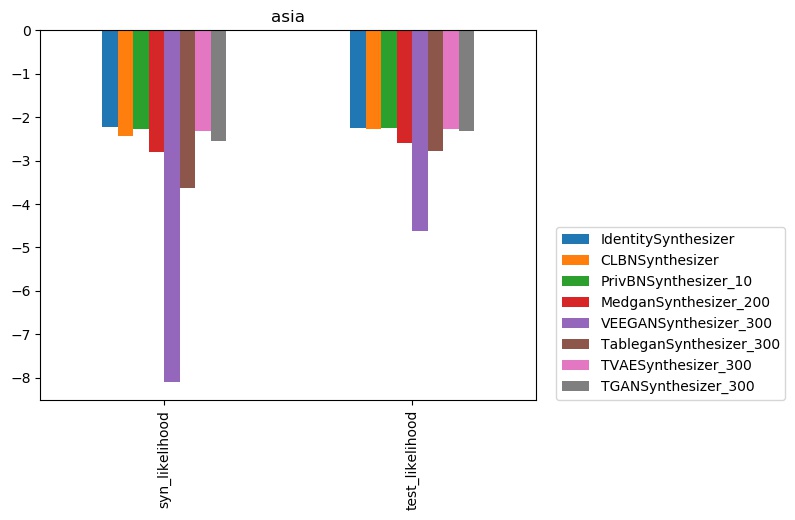 asia
0
−1
−2
−3
−4
−5
−6
−7
−8
syn_likelihood
test_likelihood
IdentitySynthesizer
CLBNSynthesizer
PrivBNSynthesizer_10
MedganSynthesizer_200
VEEGANSynthesizer_300
TableganSynthesizer_300
TVAESynthesizer_300
TGANSynthesizer_300